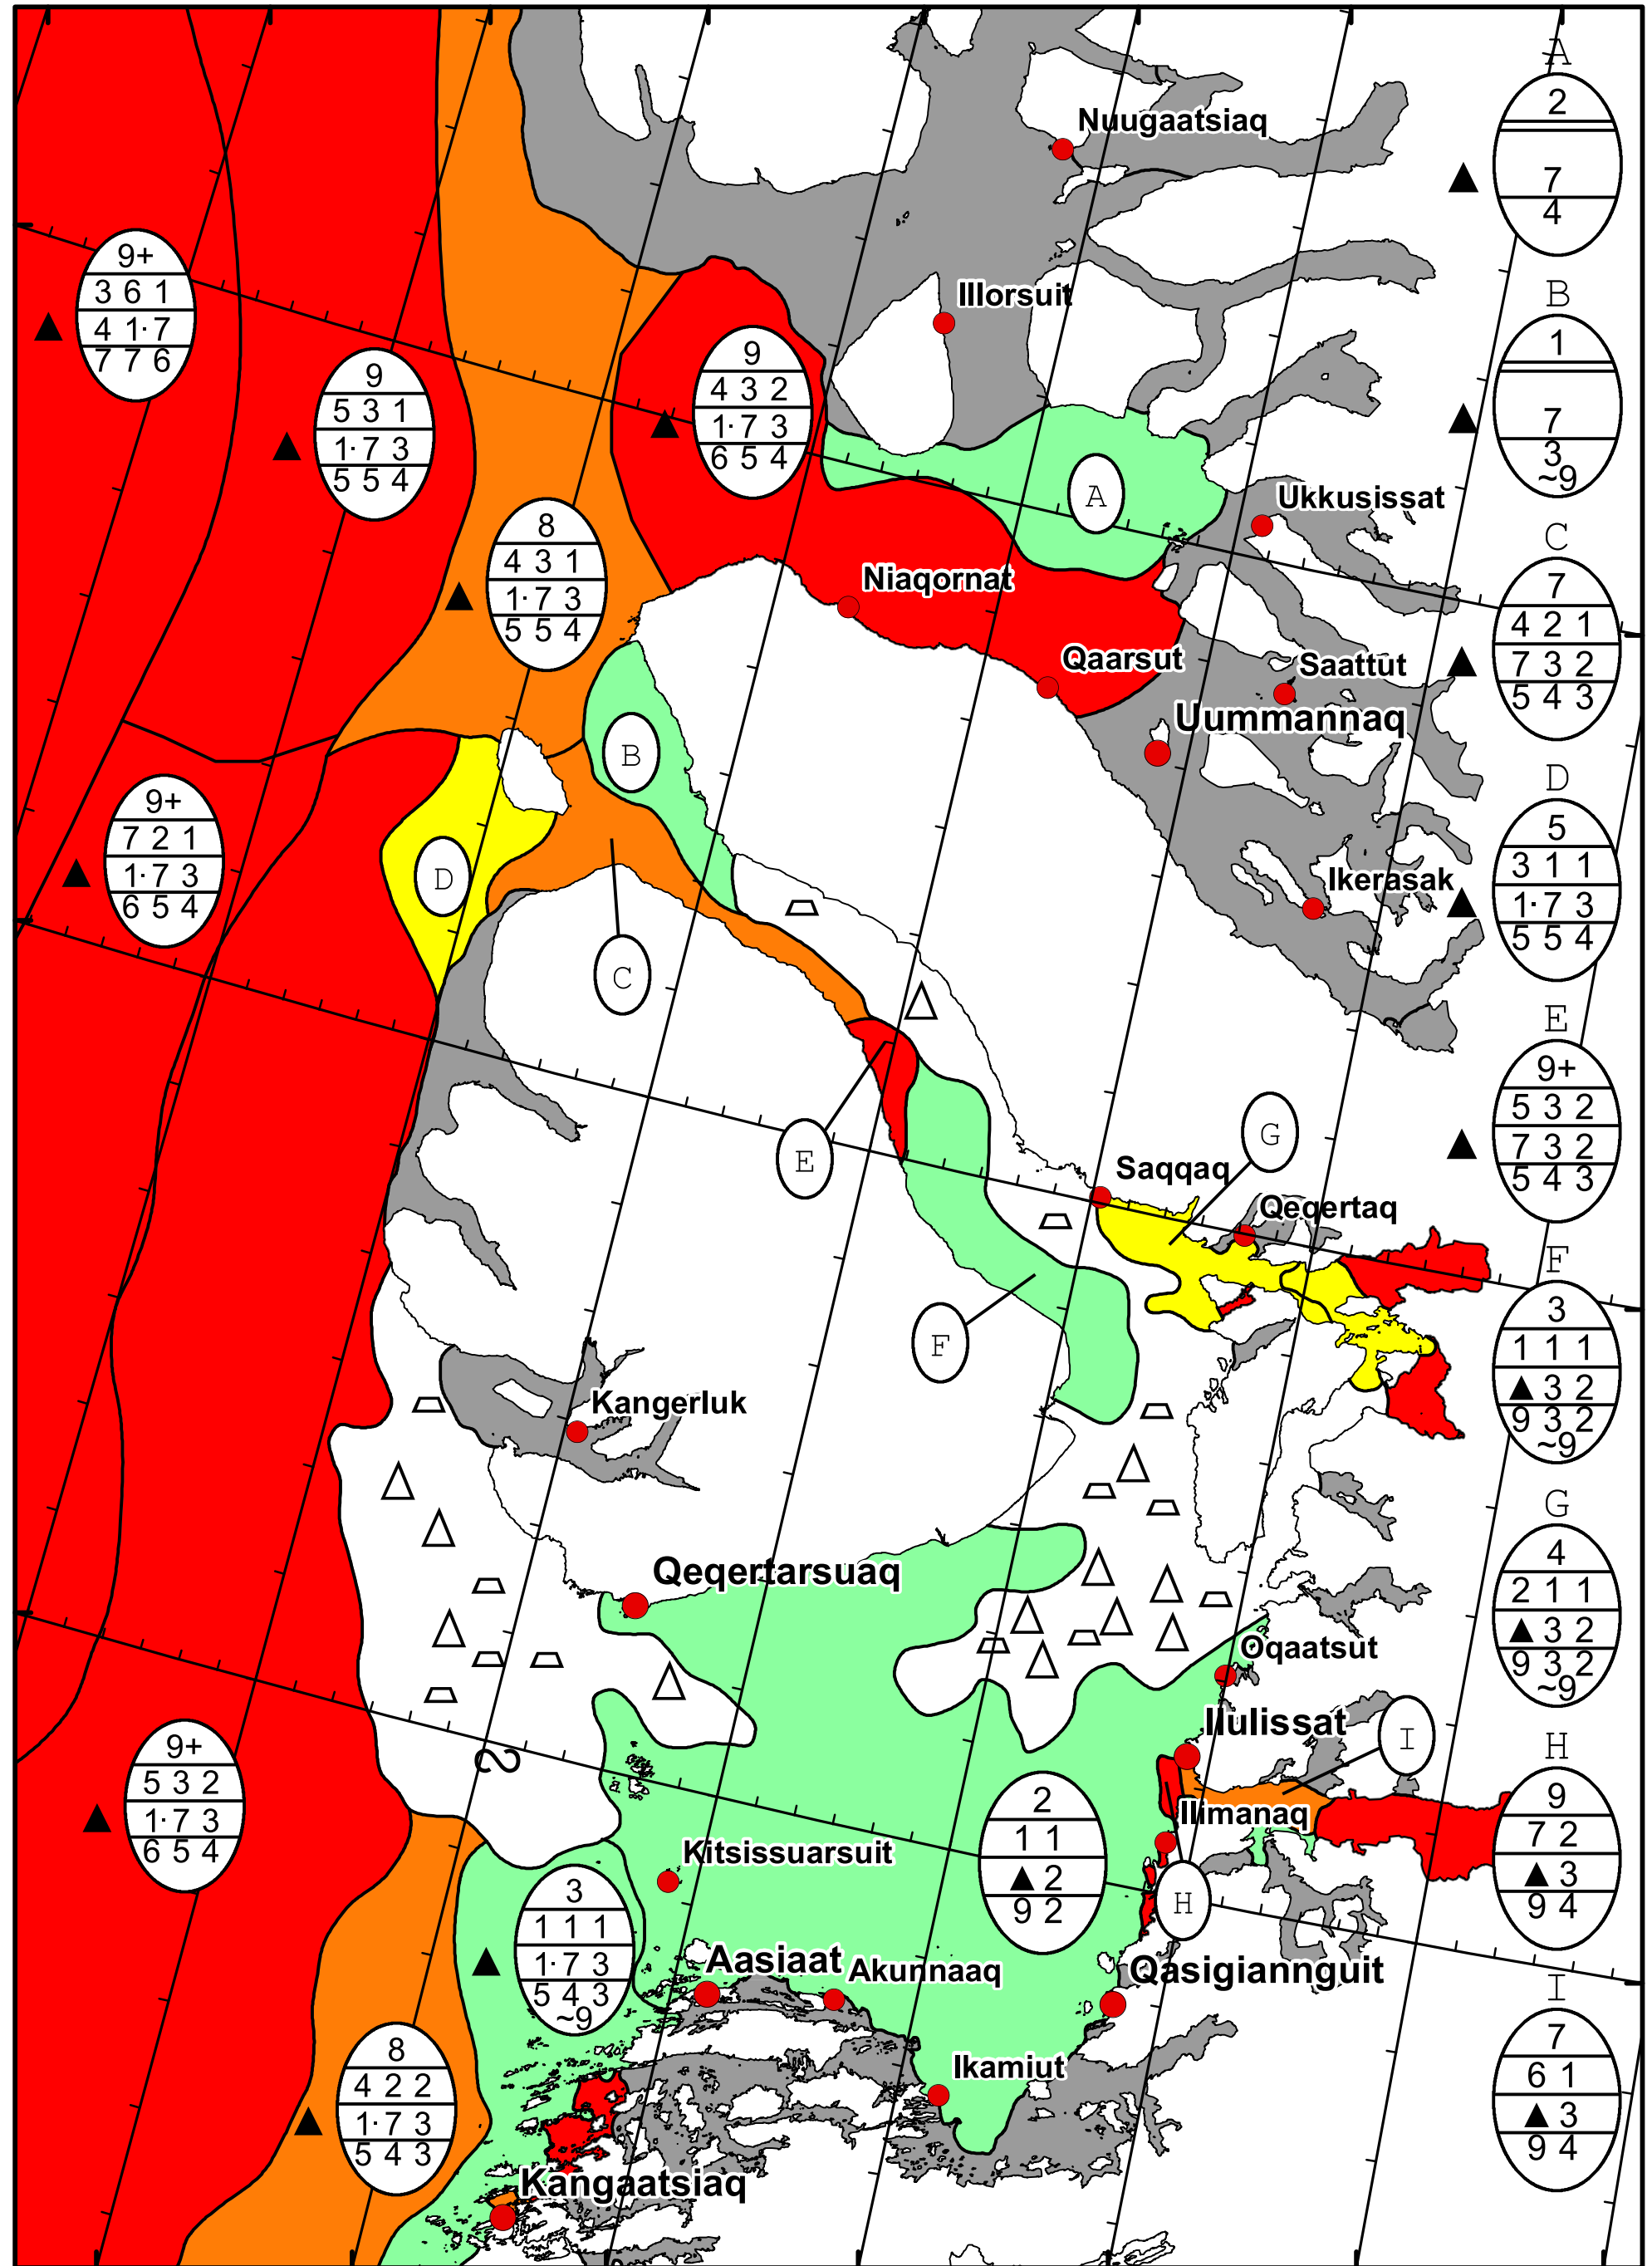 A
2
7
4
Nuugaatsiaq
9+
3 6 1
4 1· 7
7 7 6
Illorsuit
B
1
7
3
~9
9
5 3 1
1· 7 3
5 5 4
9
4 3 2
1· 7 3
6 5 4
A
Ukkusissat
8
4 3 1
1· 7 3
5 5 4
Niaqornat
C
7
4 2 1
7 3 2
5 4 3
Qaarsut
Saattut
Uummannaq
B
9+
7 2 1
1· 7 3
6 5 4
D
5
3 1 1
1· 7 3
5 5 4
D
Ikerasak
C
E
9+
5 3 2
7 3 2
5 4 3
E
G
Saqqaq
Qeqertaq
F
3
1 1 1
▲ 3 2
9 3 2
~9
F
Kangerluk
G
4
2 1 1
▲ 3 2
9 3 2
~9
Qeqertarsuaq
Oqaatsut
Ilulissat
I
9+
5 3 2
1· 7 3
6 5 4
a
2
1 1
▲ 2
9 2
Ilimanaq
H
9
7 2
▲ 3
9 4
Kitsissuarsuit
H
3
1 1 1
1· 7 3
5 4 3
~9
Aasiaat
Akunnaaq
Qasigiannguit
8
4 2 2
1· 7 3
5 4 3
Ikamiut
I
7
6 1
▲ 3
9 4
Kangaatsiaq